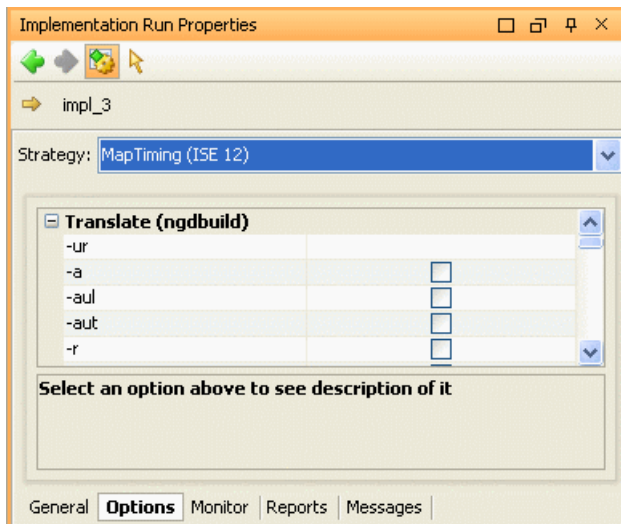 Implementation Run Properties
impl_3
Strategy: MapTiming (ISE 12)
Translate (ngdbuild)
-ur
-a
-aul
-aut
-r
Select an option above to see description of it
General Options Monitor Reports Messages